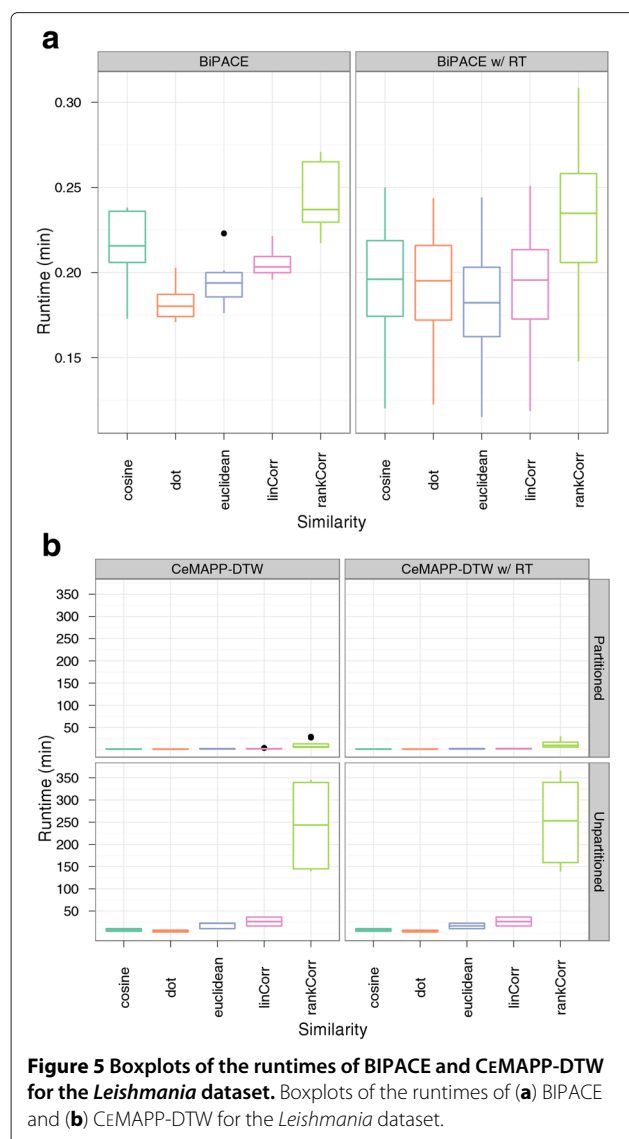 a
BiPACE
BiPACE w/ RT
0.30
0.25
0.20
0.15
Runtime (min)
cosine
dot
euclidean
linCorr
rankCorr
cosine
dot
euclidean
linCorr
rankCorr
Similarity
b
CeMAPP-DTW
CeMAPP-DTW w/ RT
350
300
250
200
150
100
50
Partitioned
350
300
250
200
150
100
50
Unpartitioned
Runtime (min)
cosine
dot
euclidean
linCorr
rankCorr
cosine
dot
euclidean
linCorr
rankCorr
Similarity
Figure 5 Boxplots of the runtimes of BIPACE and CEMAPP-DTW
for the Leishmania dataset. Boxplots of the runtimes of (a) BIPACE
and (b) CEMAPP-DTW for the Leishmania dataset.